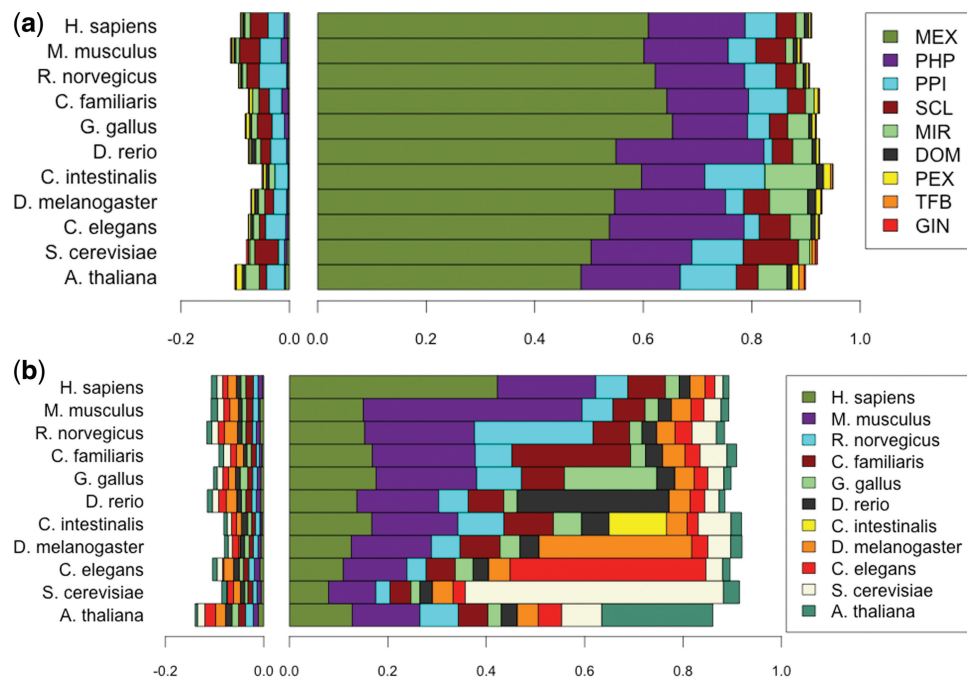 (a)
H. sapiens
M. musculus
R. norvegicus
C. familiaris
G. gallus
D. rerio
C. intestinalis
D. melanogaster
C. elegans
S. cerevisiae
A. thaliana
-0.2 0.0 0.0 0.2 0.4 0.6 0.8 1.0
MEX
PHP
PPI
SCL
MIR
DOM
PEX
TFB
GIN
(b)
H. sapiens
M. musculus
R. norvegicus
C. familiaris
G. gallus
D. rerio
C. intestinalis
D. melanogaster
C. elegans
S. cerevisiae
A. thaliana
-0.2 0.0 0.0 0.2 0.4 0.6 0.8 1.0
H. sapiens
M. musculus
R. norvegicus
C. familiaris
G. gallus
D. rerio
C. intestinalis
D. melanogaster
C. elegans
S. cerevisiae
A. thaliana